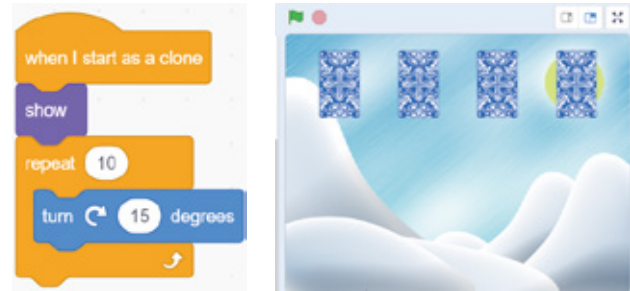 when I start as a clone
show
repeat 10
turn 15 degrees